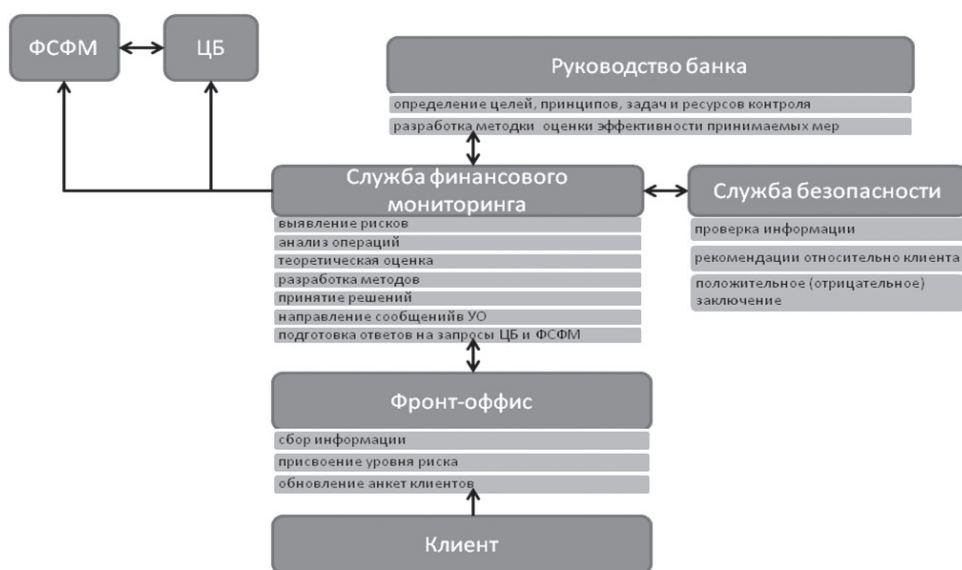 ФСФМ
ЦБ
Руководство банка
определение целей, принципов, задач и ресурсов контроля
разработка методки оценки эффективности принимаемых мер
Служба финансового
мониторинга
выявление рисков
анализ операций
теоретическая оценка
разработка методов
принятие решений
направление сообщенийв УО
подготовка ответов на запросы ЦБ и ФСФМ
Служба безопасности
проверка информации
рекомендации относительно клиента
положительное (отрицательное)
заключение
Фронт-оффис
сбор информации
присвоение уровня риска
обновление анкет клиентов
Клиент